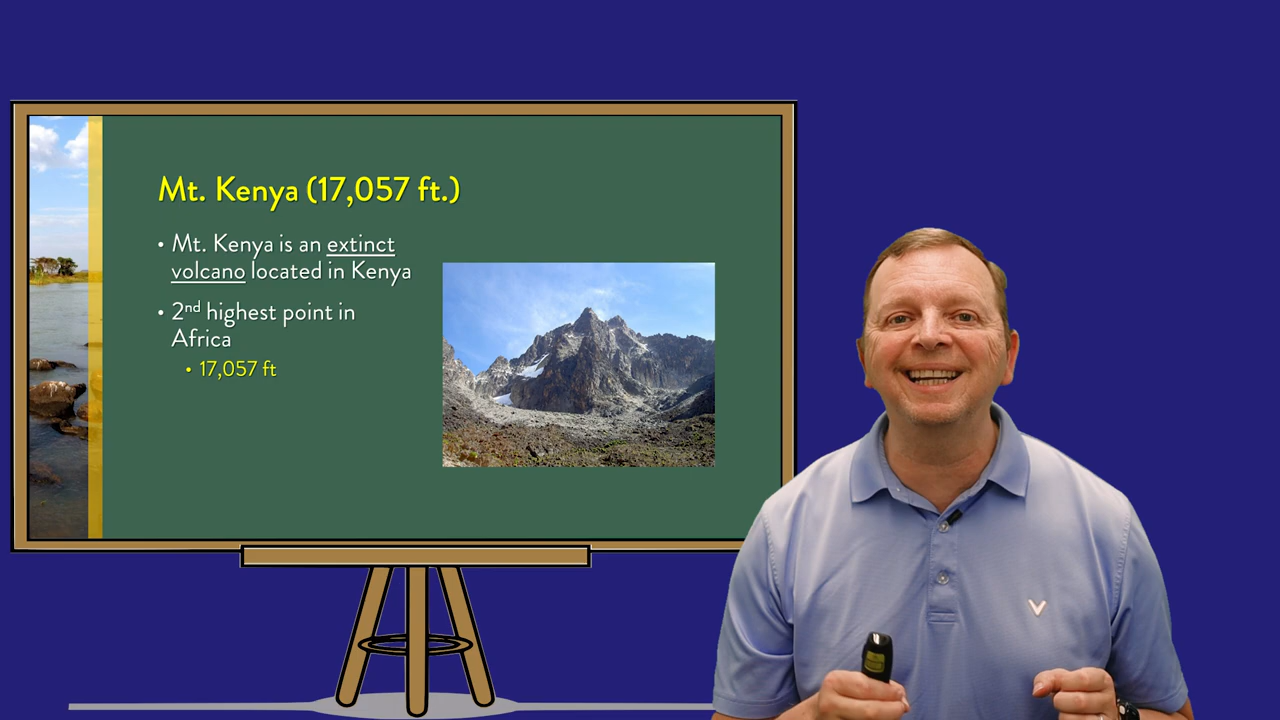 Mt. Kenya (17,057 ft.)
• Mt. Kenya is an extinct
volcano located in Kenya
• 2nd highest point in
Africa
• 17,057 ft